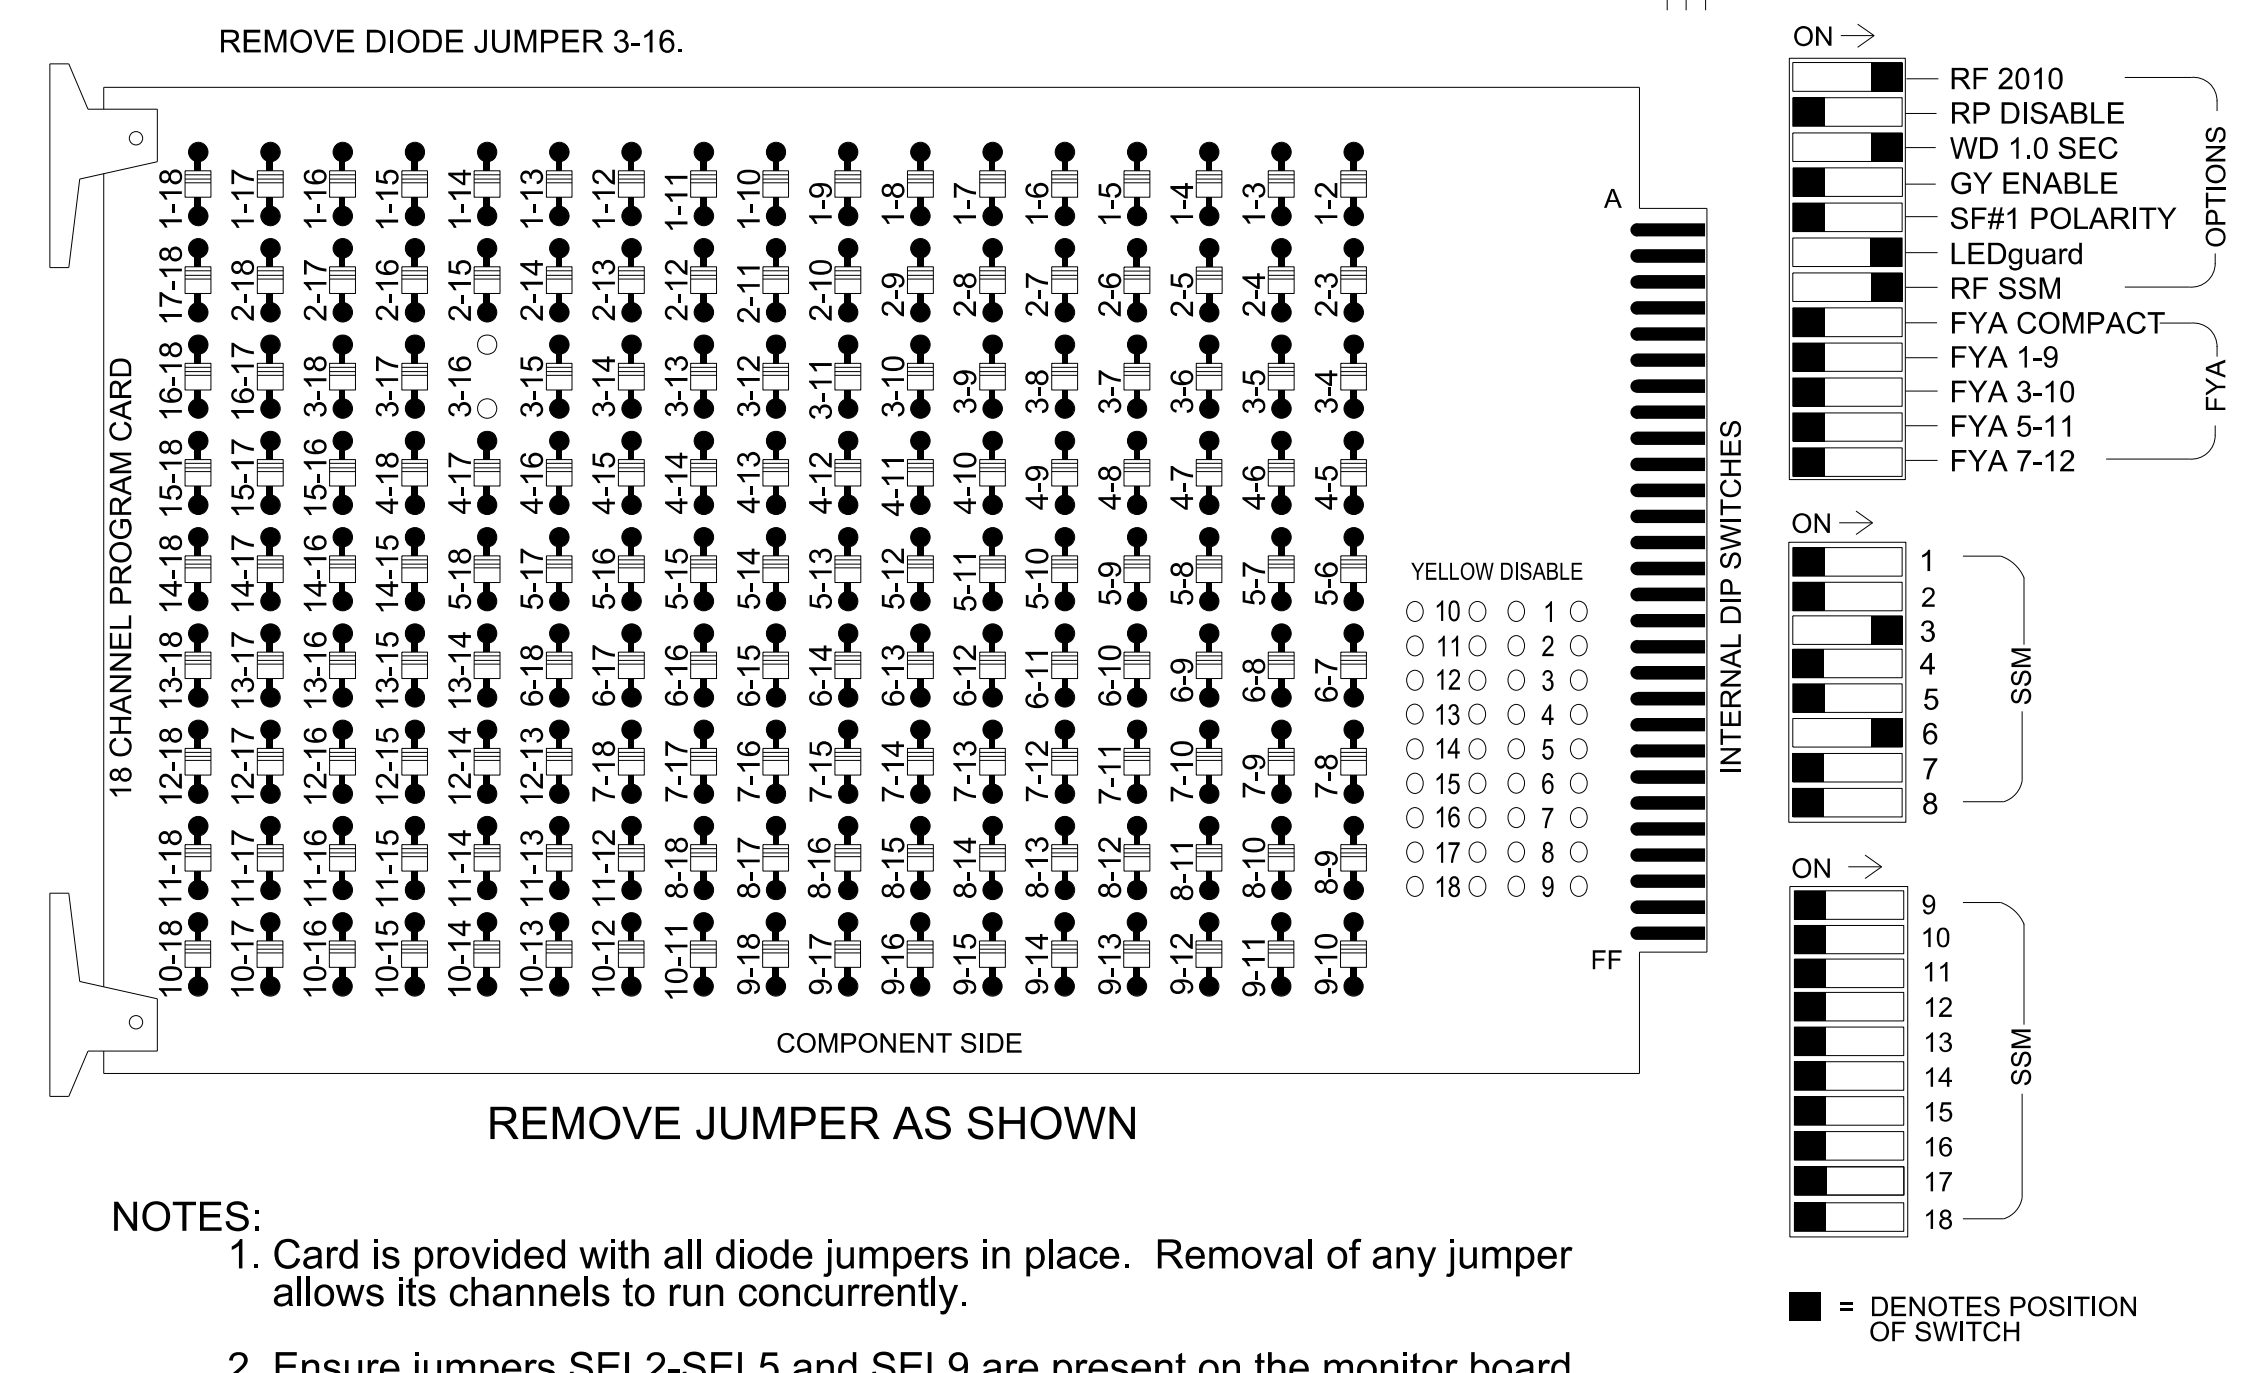 REMOVE DIODE JUMPER 3-16.
18 CHANNEL PROGRAM CARD
1-18 1-17 1-16 1-15 1-14 1-13 1-12 1-11 1-10 1-9 1-8 1-7 1-6 1-5 1-4 1-3 1-2
17-18 2-18 2-17 2-16 2-15 2-14 2-13 2-12 2-11 2-10 2-9 2-8 2-7 2-6 2-5 2-4 2-3
16-18 16-17 3-18 3-17 3-16 3-15 3-14 3-13 3-12 3-11 3-10 3-9 3-8 3-7 3-6 3-5 3-4
15-18 15-17 15-16 4-18 4-17 4-16 4-15 4-14 4-13 4-12 4-11 4-10 4-9 4-8 4-7 4-6 4-5
14-18 14-17 14-16 14-15 5-18 5-17 5-16 5-15 5-14 5-13 5-12 5-11 5-10 5-9 5-8 5-7 5-6
13-18 13-17 13-16 13-15 13-14 6-18 6-17 6-16 6-15 6-14 6-13 6-12 6-11 6-10 6-9 6-8 6-7
12-18 12-17 12-16 12-15 12-14 12-13 7-18 7-17 7-16 7-15 7-14 7-13 7-12 7-11 7-10 7-9 7-8
11-18 11-17 11-16 11-15 11-14 11-13 11-12 8-18 8-17 8-16 8-15 8-14 8-13 8-12 8-11 8-10 8-9
10-18 10-17 10-16 10-15 10-14 10-13 10-12 10-11 9-18 9-17 9-16 9-15 9-14 9-13 9-12 9-11 9-10
YELLOW DISABLE
10 1
11 2
12 3
13 4
14 5
15 6
16 7
17 8
18 9
A
FF
COMPONENT SIDE
INTERNAL DIP SWITCHES
ON
RF 2010
RP DISABLE
WD 1.0 SEC
GY ENABLE
SF#1 POLARITY
LEDguard
RF SSM
OPTIONS
FYA COMPACT
FYA 1-9
FYA 3-10
FYA 5-11
FYA 7-12
FYA
ON
1
2
3
4
5
6
7
8
SSM
ON
9
10
11
12
13
14
15
16
17
18
SSM
= DENOTES POSITION
OF SWITCH
REMOVE JUMPER AS SHOWN
NOTES:
1. Card is provided with all diode jumpers in place. Removal of any jumper
allows its channels to run concurrently.
2. Ensure jumpers SEL2-SEL5 and SEL9 are present on the monitor board.